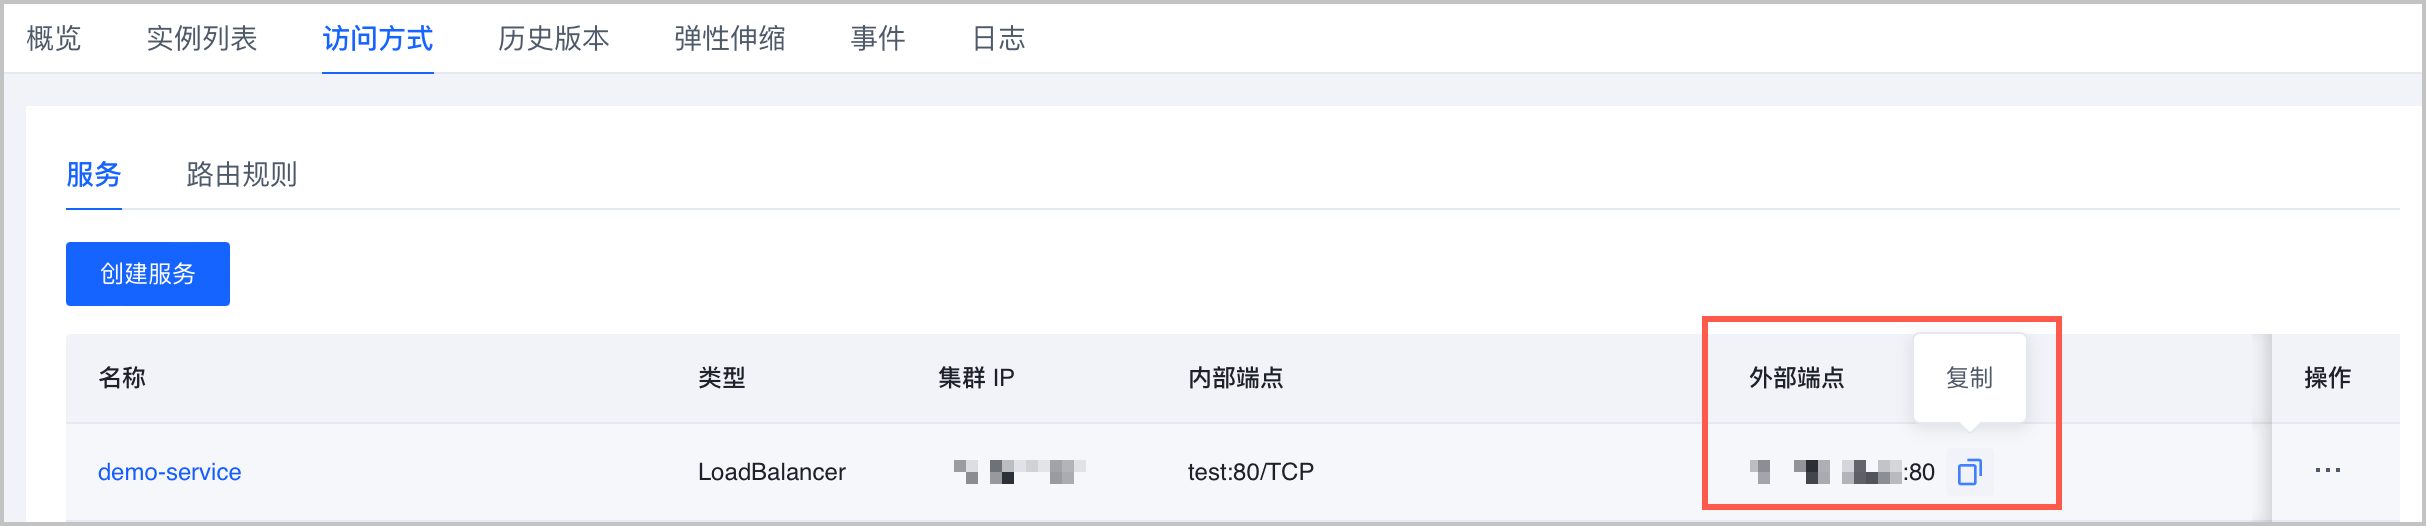 概览 实例列表 访问方式 历史版本 弹性伸缩 事件 日志
服务 路由规则
创建服务
名称 类型 集群 IP 内部端点 外部端点 复制 操作
demo-service LoadBalancer test:80/TCP :80 ...